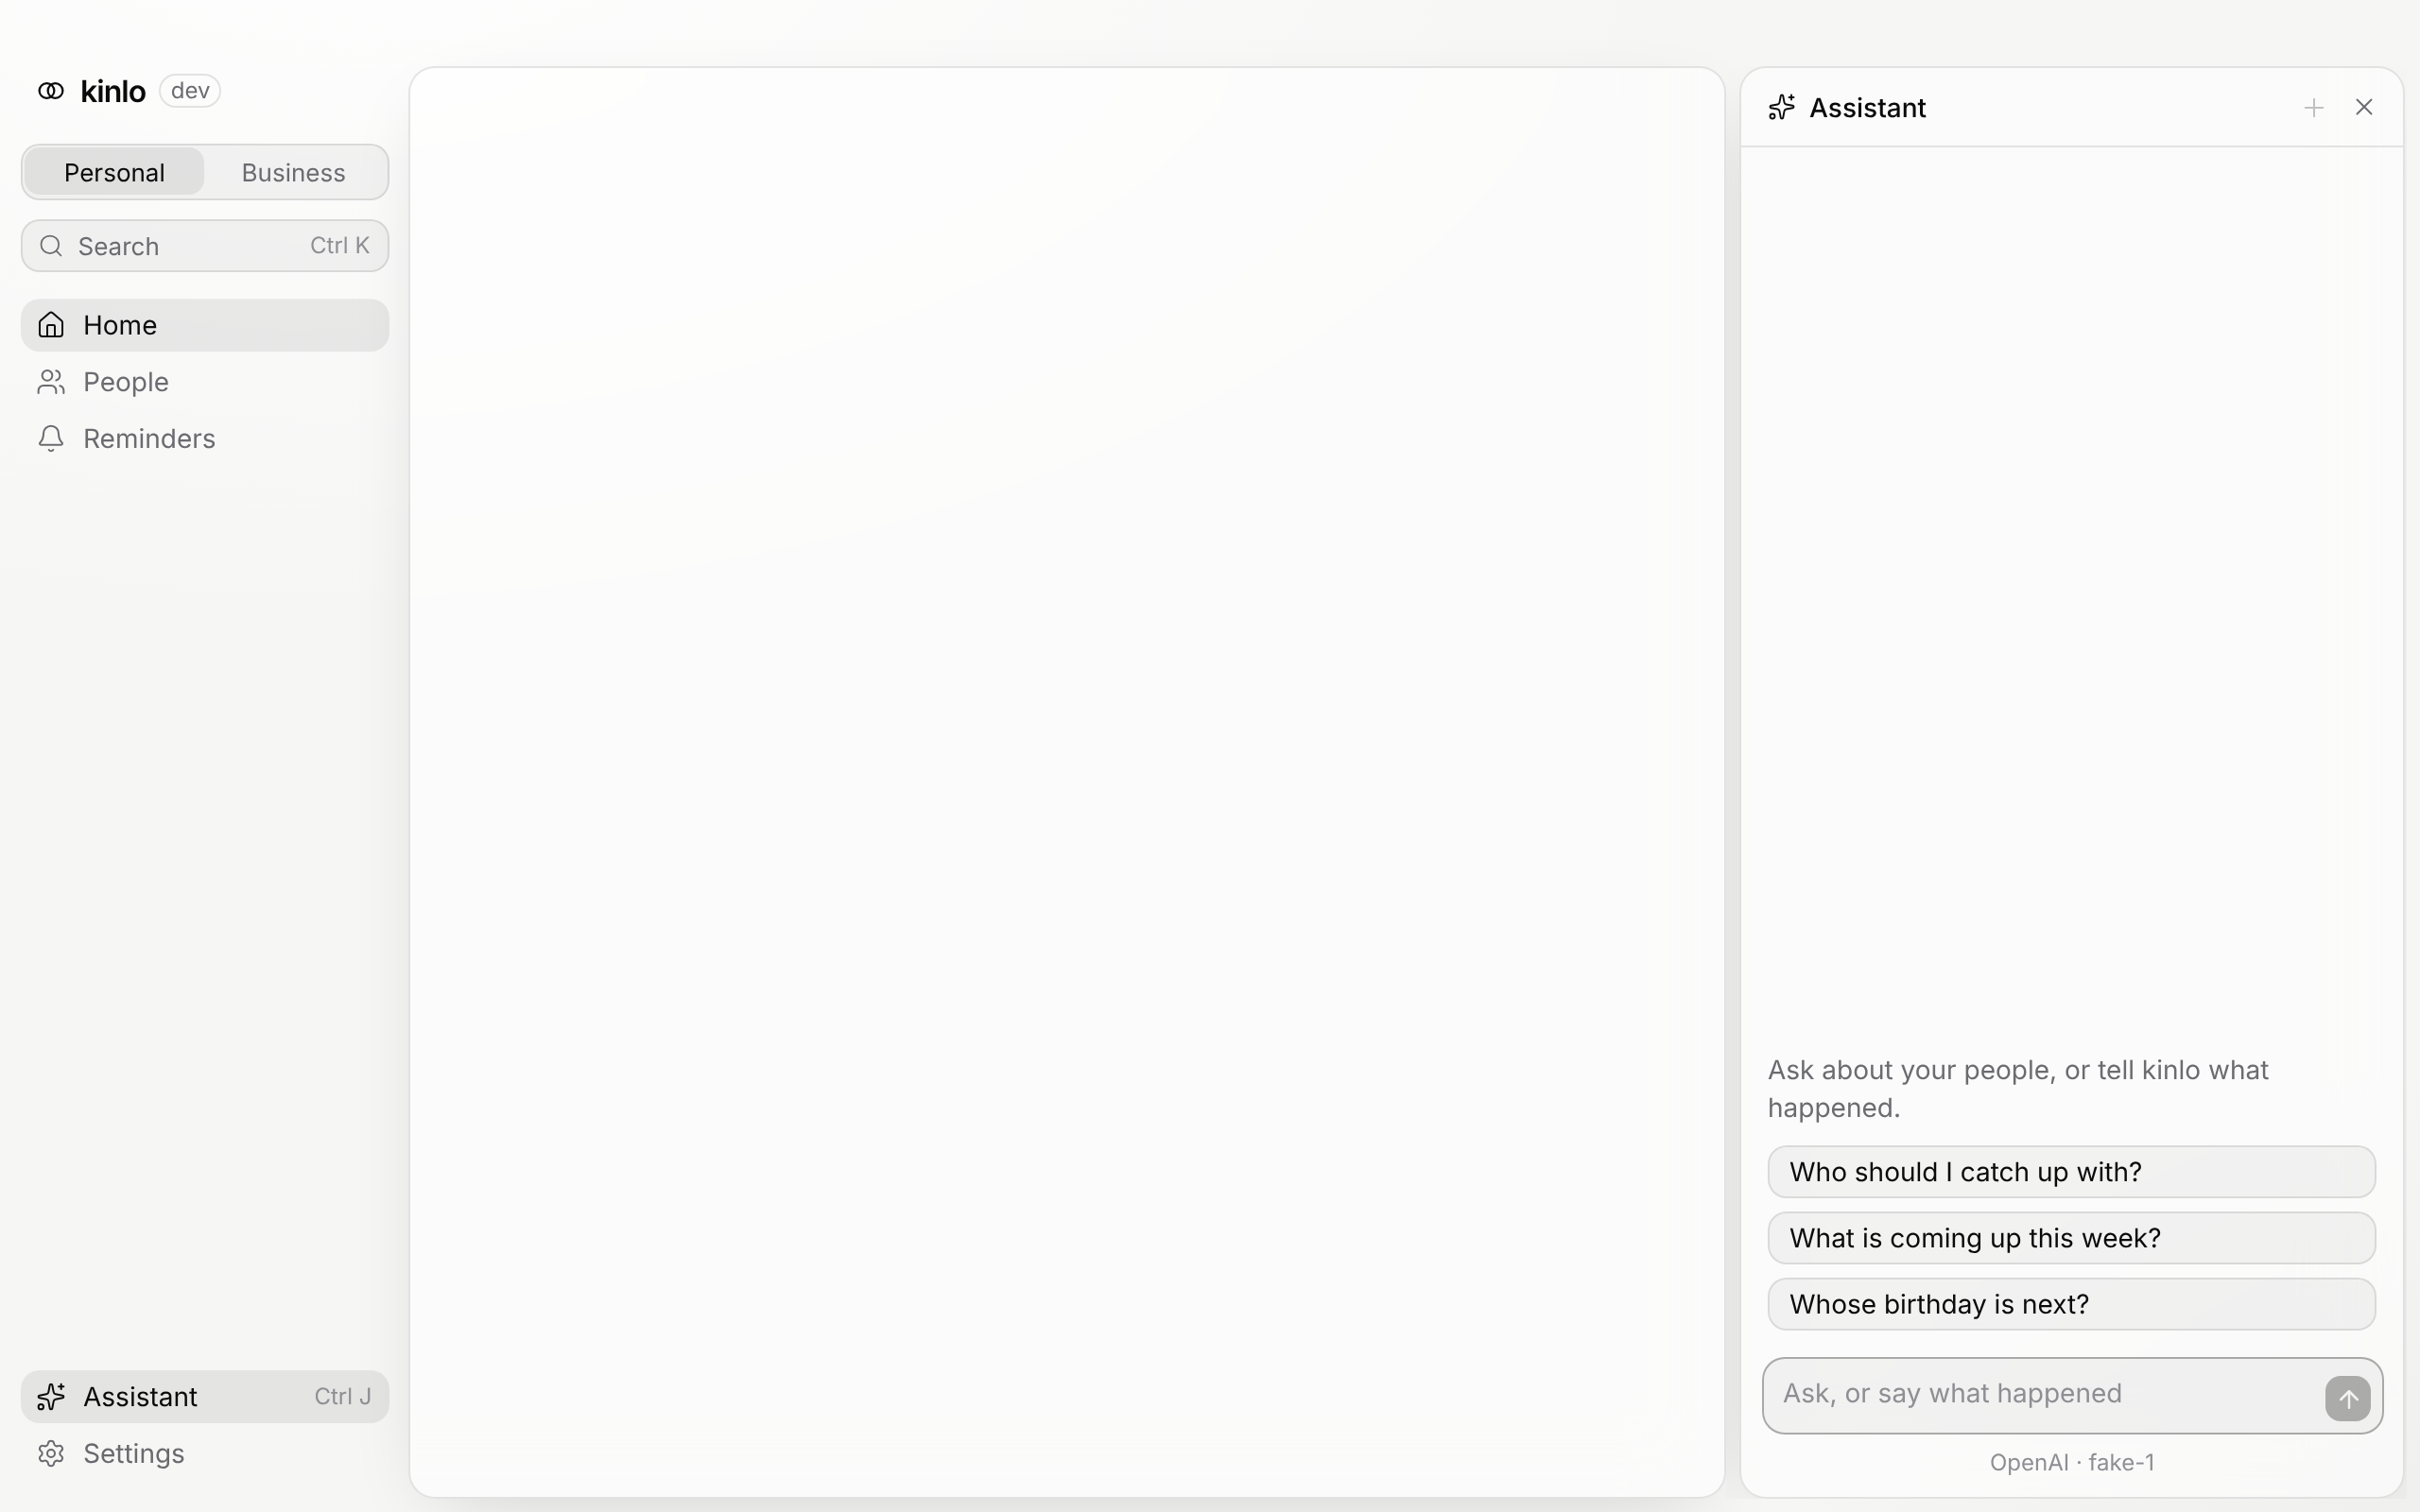 kinlo dev
Personal Business
Search Ctrl K
Home
People
Reminders
Assistant Ctrl J
Settings
Assistant
Ask about your people, or tell kinlo what
happened.
Who should I catch up with?
What is coming up this week?
Whose birthday is next?
Ask, or say what happened
OpenAI · fake-1